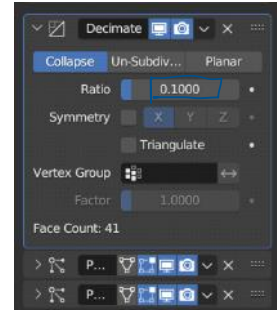 Decimate
Collapse Un-Subdiv... Planar
Ratio 0.1000
Symmetry X Y Z
Triangulate
Vertex Group
Factor 1.0000
Face Count: 41
P...
P...